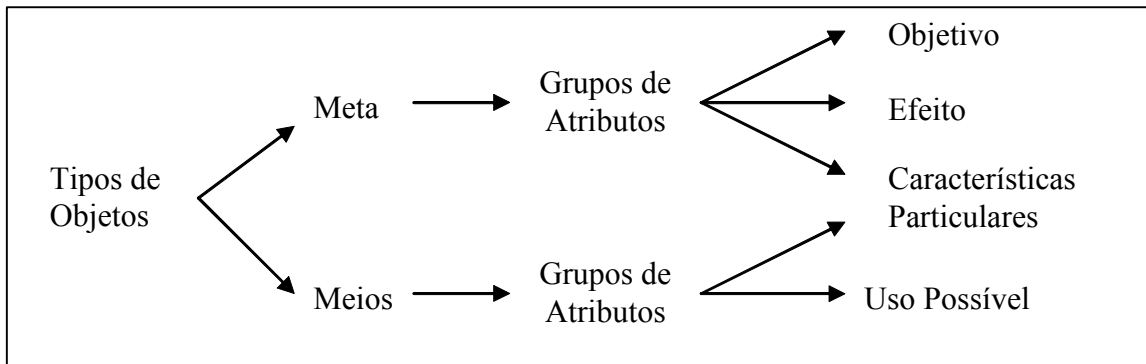 Tipos de
Objetos
Meta
Grupos de
Atributos
Objetivo
Efeito
Características
Particulares
Meios
Grupos de
Atributos
Uso Possível